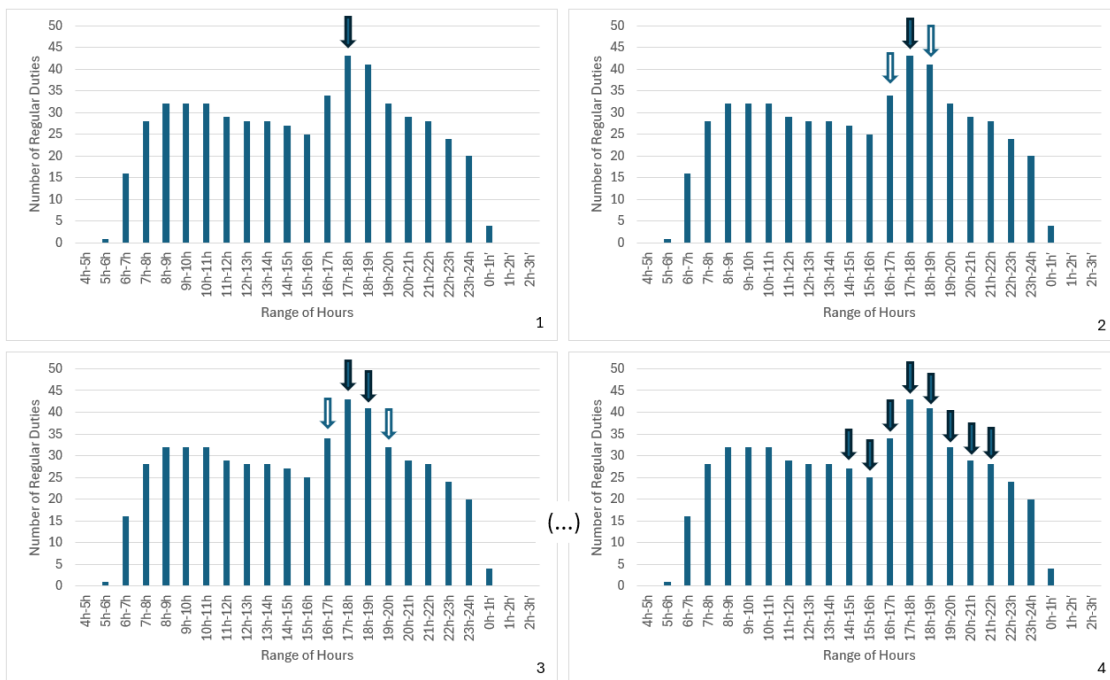 50
45
40
35
30
25
20
15
10
5
0
Number of Regular Duties
4h-5h
5h-6h
6h-7h
7h-8h
8h-9h
9h-10h
10h-11h
11h-12h
12h-13h
13h-14h
14h-15h
15h-16h
16h-17h
17h-18h
18h-19h
19h-20h
20h-21h
21h-22h
22h-23h
23h-24h
0h-1h'
1h-2h'
2h-3h'
Range of Hours
1
50
45
40
35
30
25
20
15
10
5
0
Number of Regular Duties
4h-5h
5h-6h
6h-7h
7h-8h
8h-9h
9h-10h
10h-11h
11h-12h
12h-13h
13h-14h
14h-15h
15h-16h
16h-17h
17h-18h
18h-19h
19h-20h
20h-21h
21h-22h
22h-23h
23h-24h
0h-1h'
1h-2h'
2h-3h'
Range of Hours
2
50
45
40
35
30
25
20
15
10
5
0
Number of Regular Duties
4h-5h
5h-6h
6h-7h
7h-8h
8h-9h
9h-10h
10h-11h
11h-12h
12h-13h
13h-14h
14h-15h
15h-16h
16h-17h
17h-18h
18h-19h
19h-20h
20h-21h
21h-22h
22h-23h
23h-24h
0h-1h'
1h-2h'
2h-3h'
Range of Hours
3
(...)
50
45
40
35
30
25
20
15
10
5
0
Number of Regular Duties
4h-5h
5h-6h
6h-7h
7h-8h
8h-9h
9h-10h
10h-11h
11h-12h
12h-13h
13h-14h
14h-15h
15h-16h
16h-17h
17h-18h
18h-19h
19h-20h
20h-21h
21h-22h
22h-23h
23h-24h
0h-1h'
1h-2h'
2h-3h'
Range of Hours
4